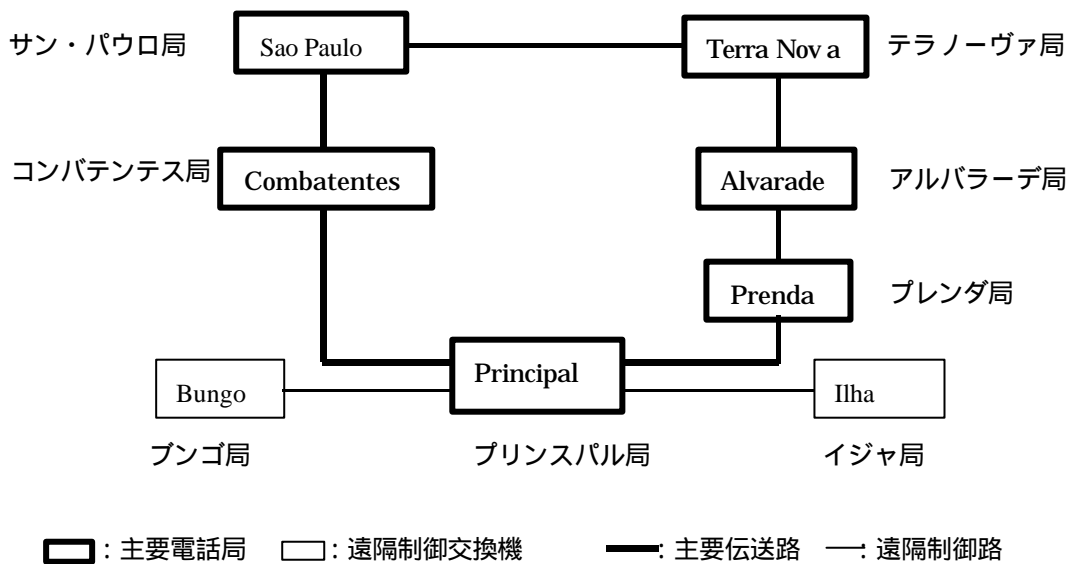 サン・パウロ局 Sao Paulo Terra Nova テラノーヴァ局
コンバテンテス局 Combatentes Alvarade アルバラーデ局
Prenda プレンダ局
Principal
Bungo Ilha
ブンゴ局 プリンスパル局 イジャ局
: 主要電話局 : 遠隔制御交換機 : 主要伝送路 : 遠隔制御路